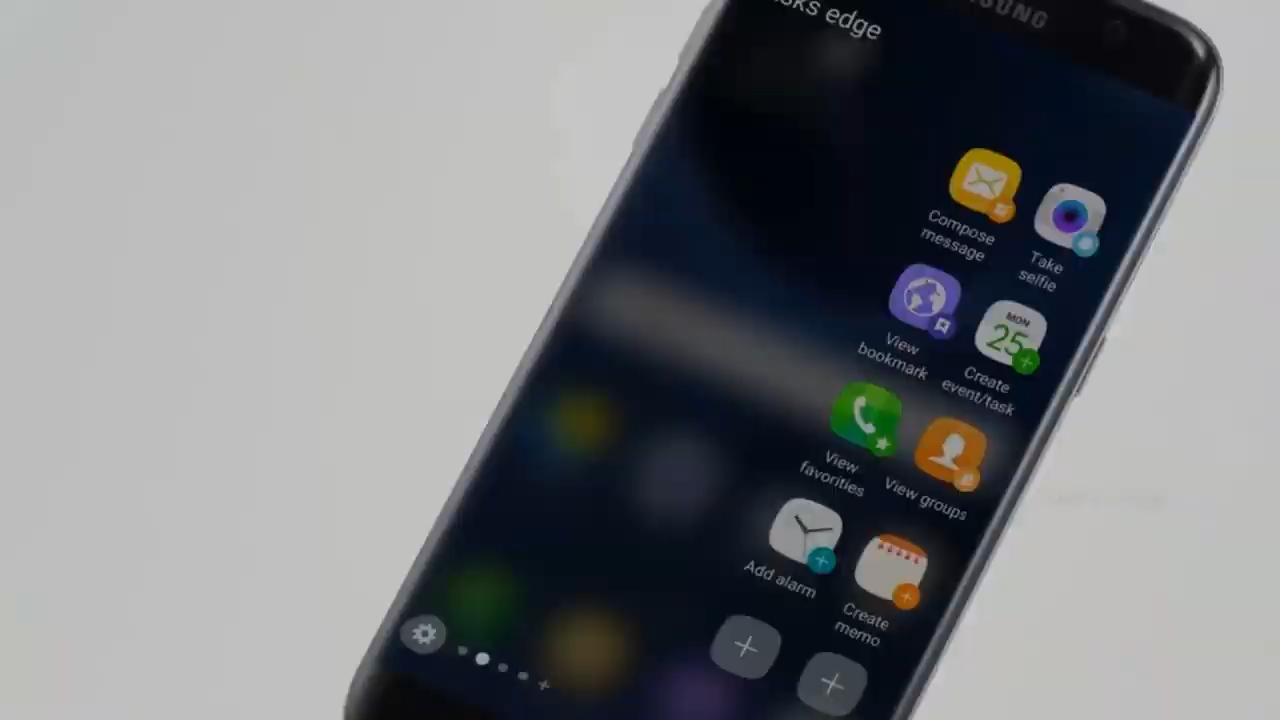 edge
Compose
message
Take
selfie
View
bookmark
MON
25
Create
event/task
View
favorites
View groups
Add alarm
Create
memo